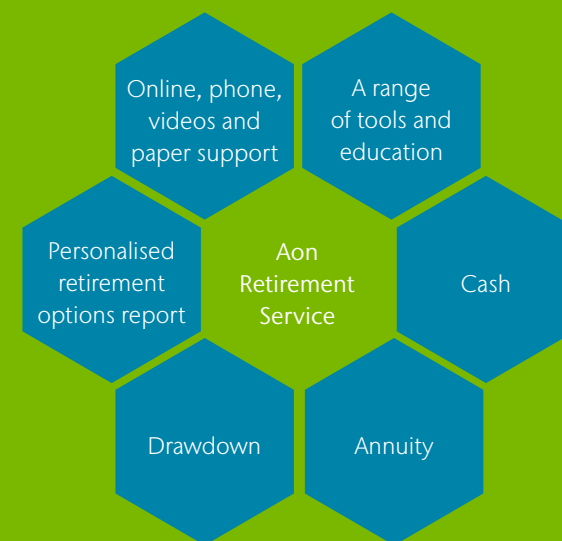 Online, phone,
videos and
paper support
A range
of tools and
education
Personalised
retirement
options report
Aon
Retirement
Service
Cash
Drawdown
Annuity